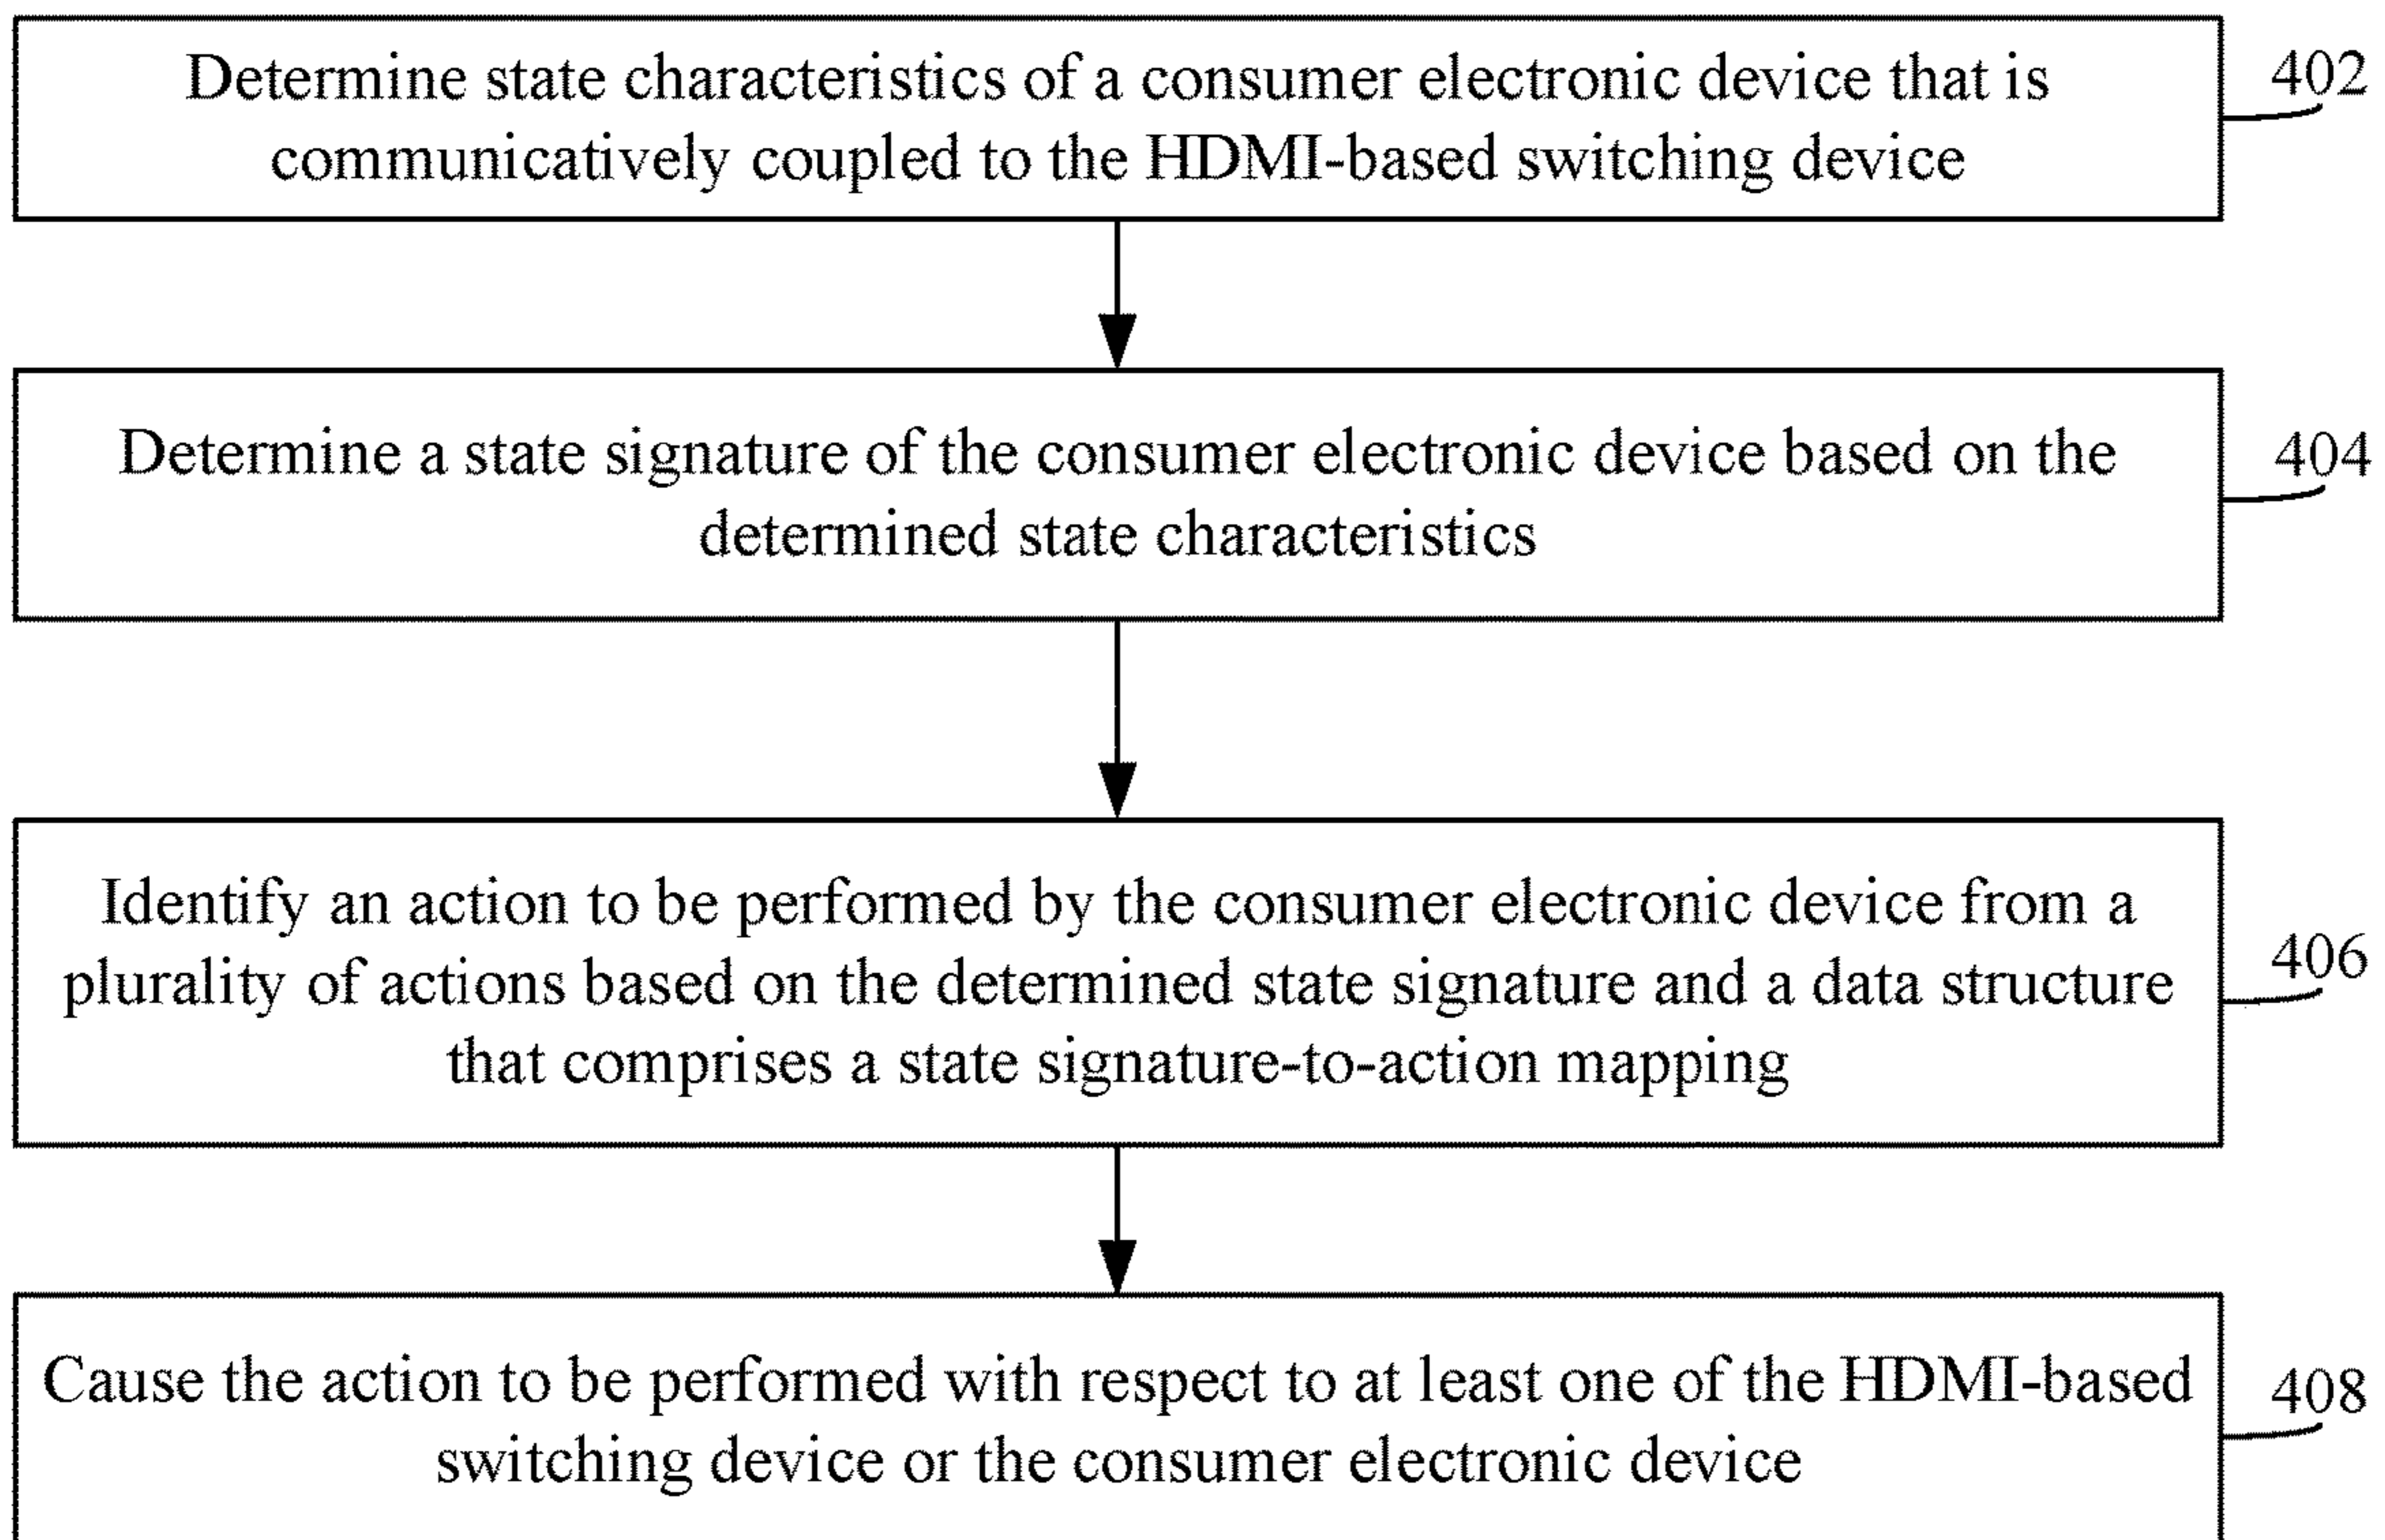 Determine state characteristics of a consumer electronic device that is
communicatively coupled to the HDMI-based switching device
402
Determine a state signature of the consumer electronic device based on the
determined state characteristics
404
Identify an action to be performed by the consumer electronic device from a
plurality of actions based on the determined state signature and a data structure
that comprises a state signature-to-action mapping
406
Cause the action to be performed with respect to at least one of the HDMI-based
switching device or the consumer electronic device
408